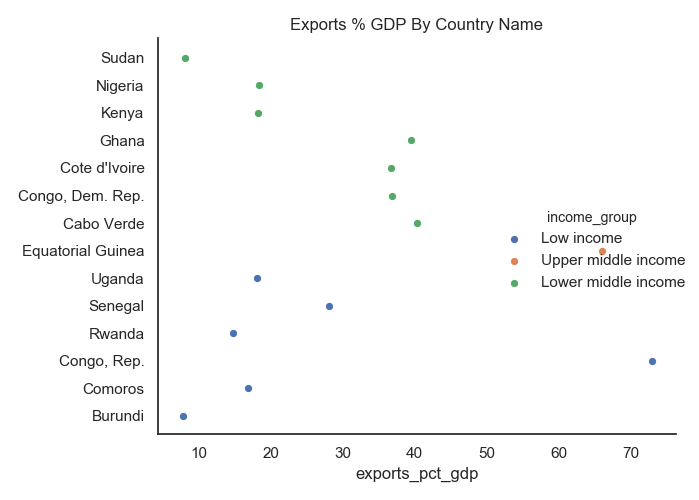 Exports % GDP By Country Name
Sudan
Nigeria
Kenya
Ghana
Cote d'Ivoire
Congo, Dem. Rep.
Cabo Verde
Equatorial Guinea
Uganda
Senegal
Rwanda
Congo, Rep.
Comoros
Burundi
income_group
Low income
Upper middle income
Lower middle income
10 20 30 40 50 60 70
exports_pct_gdp